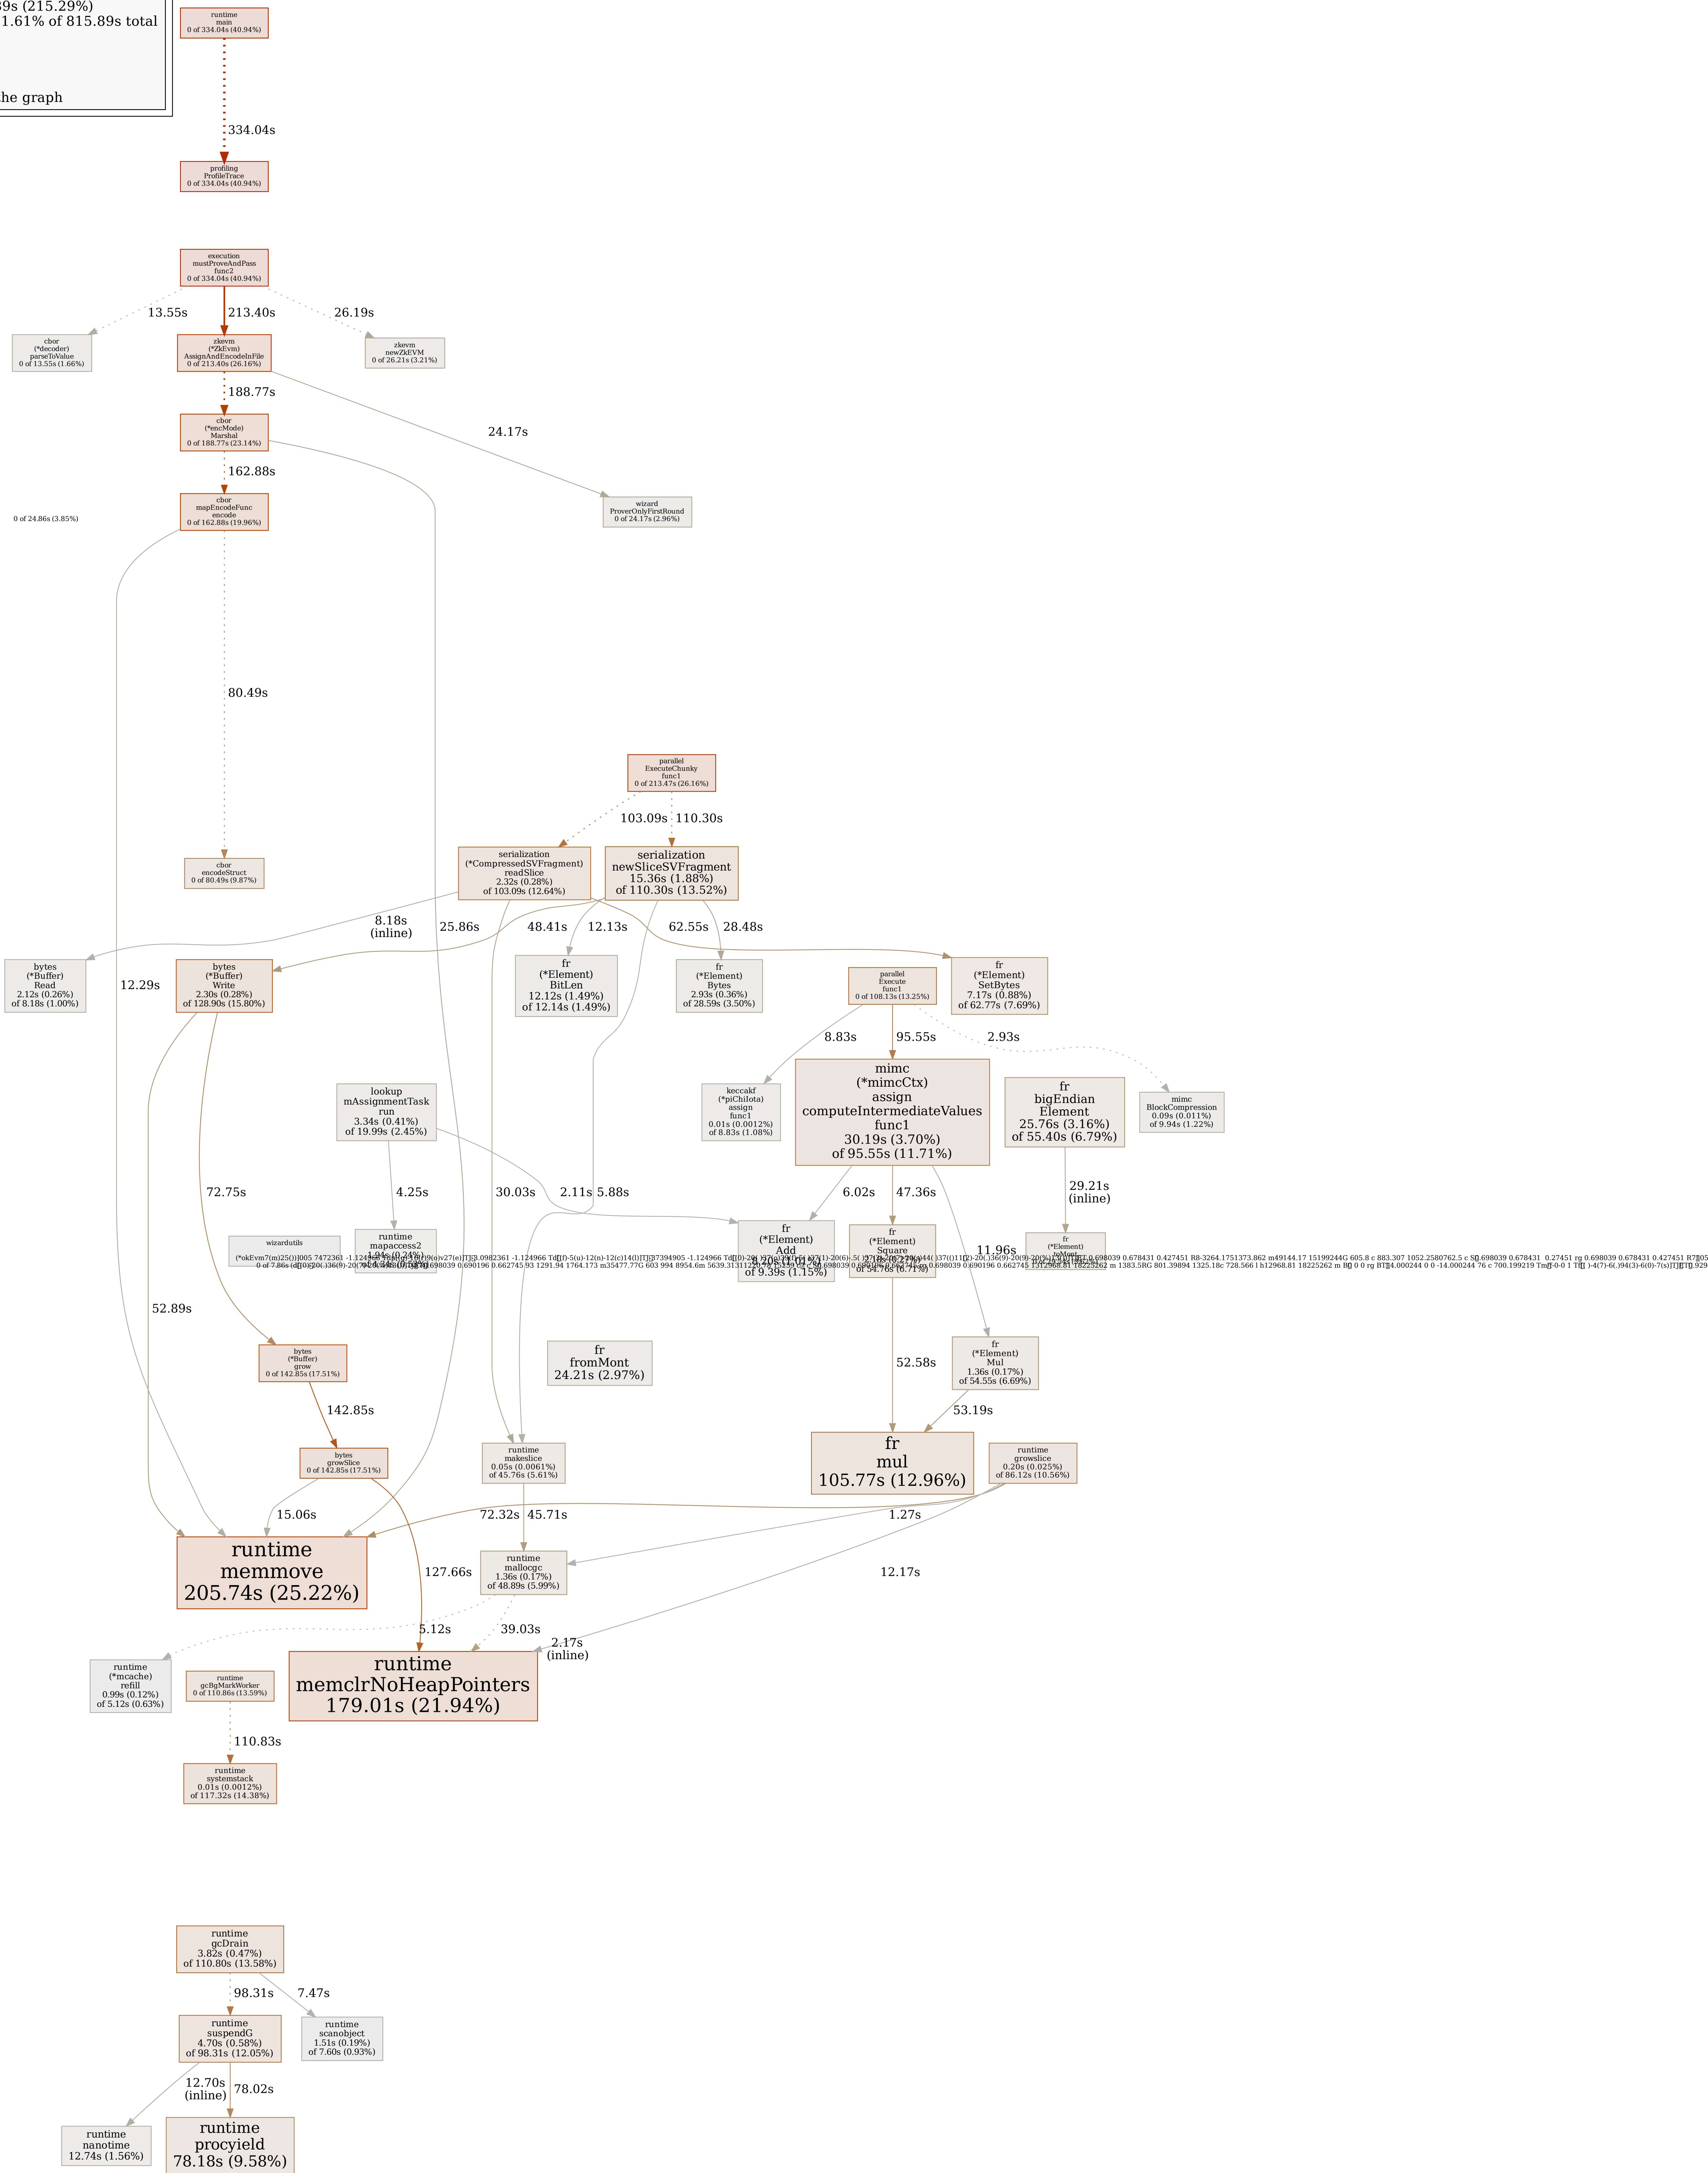 9s (215.29%)
1.61% of 815.89s total
he graph
runtime
main
0 of 334.04s (40.94%)
334.04s
profiling
ProfileTrace
0 of 334.04s (40.94%)
execution
mustProveAndPass
func2
0 of 334.04s (40.94%)
13.55s
213.40s
26.19s
cbor
(*decoder)
parseToValue
0 of 13.55s (1.66%)
zkevm
(*ZkEvm)
AssignAndEncodeInFile
0 of 213.40s (26.16%)
zkevm
newZkEVM
0 of 26.21s (3.21%)
188.77s
24.17s
cbor
(*encMode)
Marshal
0 of 188.77s (23.14%)
162.88s
cbor
mapEncodeFunc
encode
0 of 162.88s (19.96%)
wizard
ProverOnlyFirstRound
0 of 24.17s (2.96%)
0 of 24.86s (3.85%)
80.49s
parallel
ExecuteChunky
func1
0 of 213.47s (26.16%)
103.09s
110.30s
cbor
encodeStruct
0 of 80.49s (9.87%)
serialization
(*CompressedSVFragment)
readSlice
2.32s (0.28%)
of 103.09s (12.64%)
serialization
newSliceSVFragment
15.36s (1.88%)
of 110.30s (13.52%)
8.18s
(inline)
25.86s
48.41s
12.13s
62.55s
28.48s
12.29s
bytes
(*Buffer)
Read
2.12s (0.26%)
of 8.18s (1.00%)
bytes
(*Buffer)
Write
2.30s (0.28%)
of 128.90s (15.80%)
fr
(*Element)
BitLen
12.12s (1.49%)
of 12.14s (1.49%)
fr
(*Element)
Bytes
2.93s (0.36%)
of 28.59s (3.50%)
parallel
Execute
func1
0 of 108.13s (13.25%)
fr
(*Element)
SetBytes
7.17s (0.88%)
of 62.77s (7.69%)
8.83s
95.55s
2.93s
lookup
mAssignmentTask
run
3.34s (0.41%)
of 19.99s (2.45%)
keccakf
(*piChiIota)
assign
func1
0.01s (0.0012%)
of 8.83s (1.08%)
mimc
(*mimcCtx)
assign
computeIntermediateValues
func1
30.19s (3.70%)
of 95.55s (11.71%)
fr
bigEndian
Element
25.76s (3.16%)
of 55.40s (6.79%)
mimc
BlockCompression
0.09s (0.011%)
of 9.94s (1.22%)
72.75s
4.25s
30.03s
2.11s
5.88s
6.02s
47.36s
29.21s
(inline)
11.96s
wizardutils
runtime
mapaccess2
fr
(*Element)
Add
of 9.39s (1.15%)
fr
(*Element)
Square
fr
(*Element)
52.89s
bytes
(*Buffer)
grow
0 of 142.85s (17.51%)
fr
fromMont
24.21s (2.97%)
52.58s
fr
(*Element)
Mul
1.36s (0.17%)
of 54.55s (6.69%)
142.85s
53.19s
bytes
growSlice
0 of 142.85s (17.51%)
runtime
makeslice
0.05s (0.0061%)
of 45.76s (5.61%)
fr
mul
105.77s (12.96%)
runtime
growslice
0.20s (0.025%)
of 86.12s (10.56%)
15.06s
72.32s
45.71s
1.27s
runtime
memmove
205.74s (25.22%)
127.66s
runtime
mallocgc
1.36s (0.17%)
of 48.89s (5.99%)
12.17s
5.12s
39.03s
2.17s
(inline)
runtime
(*mcache)
refill
0.99s (0.12%)
of 5.12s (0.63%)
runtime
gcBgMarkWorker
0 of 110.86s (13.59%)
runtime
memclrNoHeapPointers
179.01s (21.94%)
110.83s
runtime
systemstack
0.01s (0.0012%)
of 117.32s (14.38%)
runtime
gcDrain
3.82s (0.47%)
of 110.80s (13.58%)
98.31s
7.47s
runtime
suspendG
4.70s (0.58%)
of 98.31s (12.05%)
runtime
scanobject
1.51s (0.19%)
of 7.60s (0.93%)
12.70s
(inline)
78.02s
runtime
nanotime
12.74s (1.56%)
runtime
procyield
78.18s (9.58%)